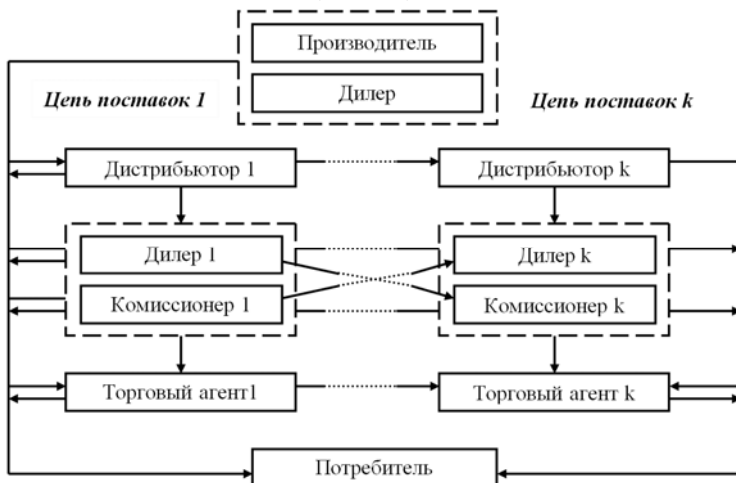 Производитель
Дилер
Цепь поставок 1
Цепь поставок k
Дистрибьютор 1
Дистрибьютор k
Дилер 1
Дилер k
Комиссионер 1
Комиссионер k
Торговый агент1
Торговый агент k
Потребитель